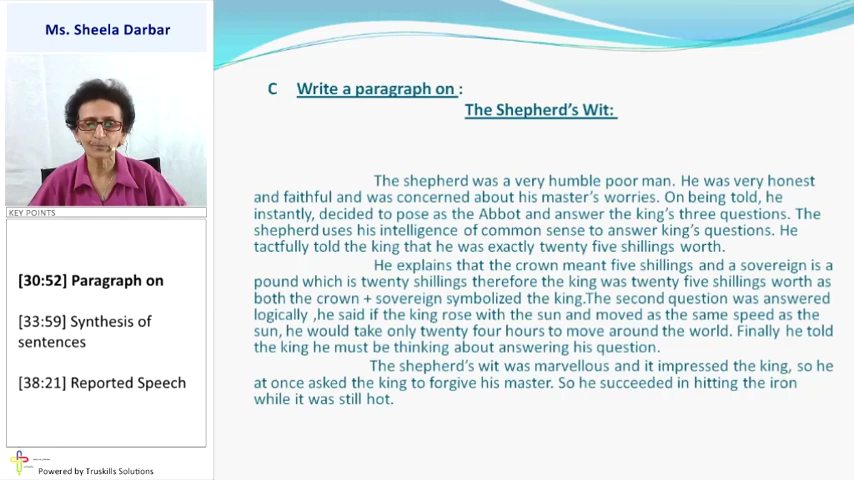 Ms. Sheela Darbar
KEY POINTS
[30:52] Paragraph on
[33:59] Synthesis of
sentences
[38:21] Reported Speech
Powered by Truskills Solutions
C Write a paragraph on :
The Shepherd's Wit:
The shepherd was a very humble poor man. He was very honest
and faithful and was concerned about his master's worries. On being told, he
instantly, decided to pose as the Abbot and answer the king's three questions. The
shepherd uses his intelligence of common sense to answer king's questions. He
tactfully told the king that he was exactly twenty five shillings worth.
He explains that the crown meant five shillings and a sovereign is a
pound which is twenty shillings therefore the king was twenty five shillings worth as
both the crown + sovereign symbolized the king.The second question was answered
logically ,he said if the king rose with the sun and moved as the same speed as the
sun, he would take only twenty four hours to move around the world. Finally he told
the king he must be thinking about answering his question.
The shepherd's wit was marvellous and it impressed the king, so he
at once asked the king to forgive his master. So he succeeded in hitting the iron
while it was still hot.